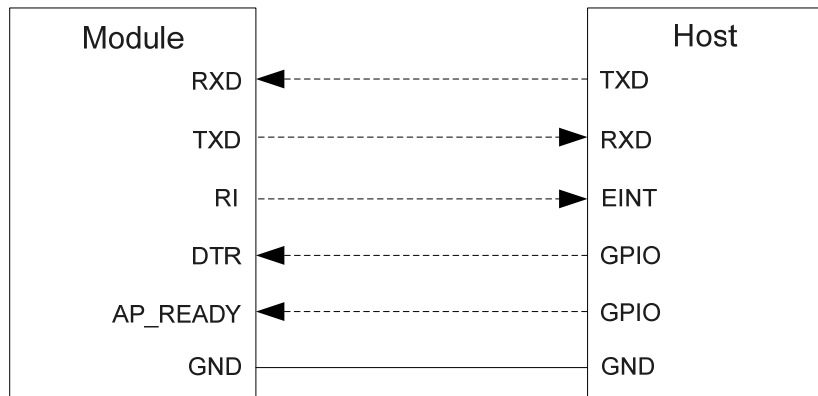 Module Host
RXD TXD
TXD RXD
RI EINT
DTR GPIO
AP_READY GPIO
GND GND